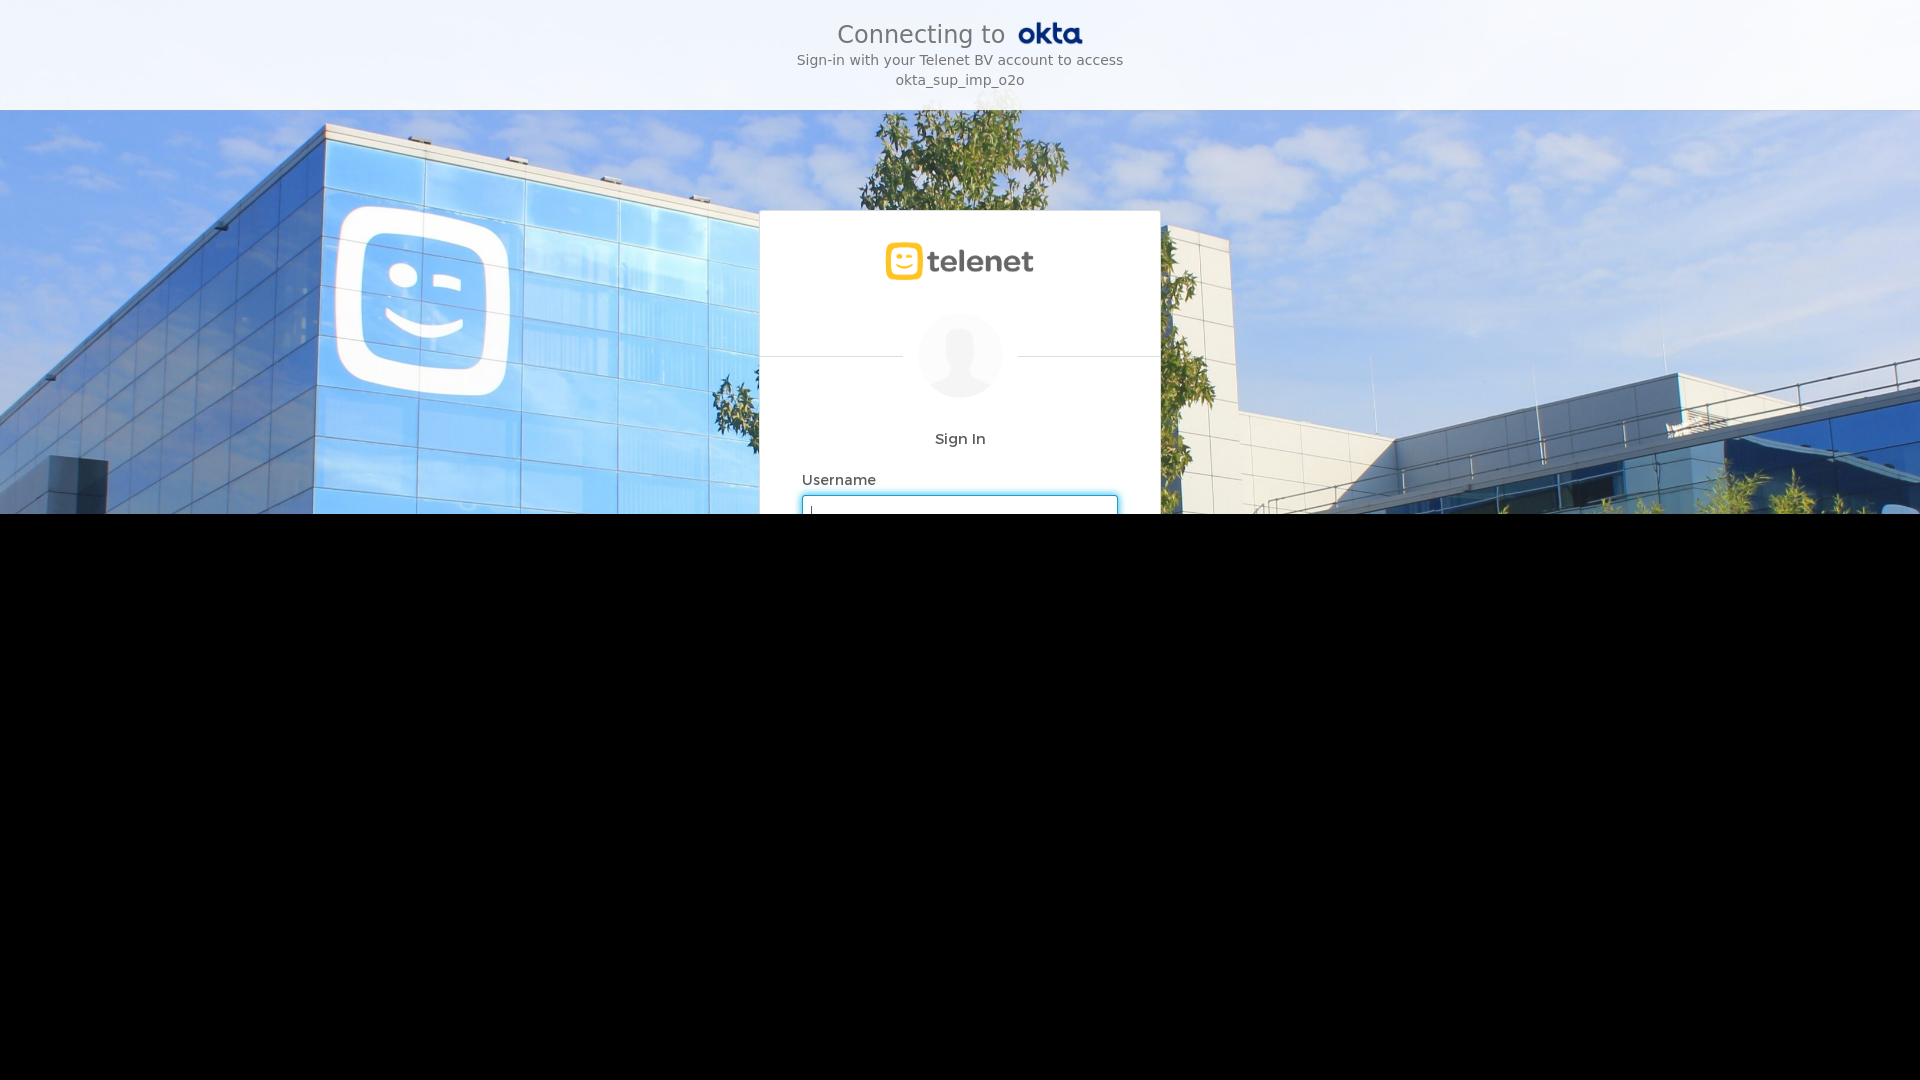 Connecting to okta
Sign-in with your Telenet BV account to access
okta_sup_imp_o2o
telenet
Sign In
Username